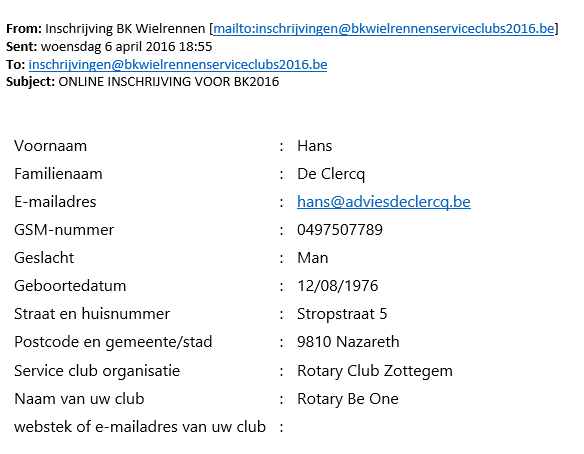 From: Inschrijving BK Wielrennen [mailto:inschrijvingen@bkwielrennenserviceclubs2016.be]
Sent: woensdag 6 april 2016 18:55
To: inschrijvingen@bkwielrennenserviceclubs2016.be
Subject: ONLINE INSCHRIJVING VOOR BK2016
Voornaam : Hans
Familienaam : De Clercq
E-mailadres : hans@adviesdeclercq.be
GSM-nummer : 0497507789
Geslacht : Man
Geboortedatum : 12/08/1976
Straat en huisnummer : Stropstraat 5
Postcode en gemeente/stad : 9810 Nazareth
Service club organisatie : Rotary Club Zottegem
Naam van uw club : Rotary Be One
webstek of e-mailadres van uw club :